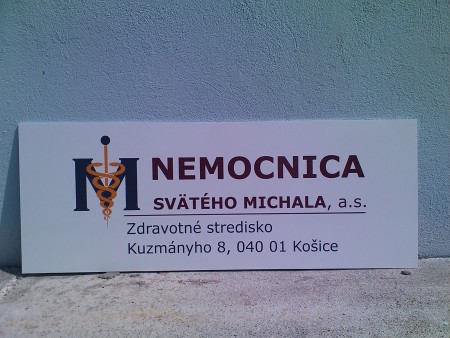 NEMOCNICA
SVÄTÉHO MICHALA, a.s.
Zdravotné stredisko
Kuzmányho 8, 040 01 Košice